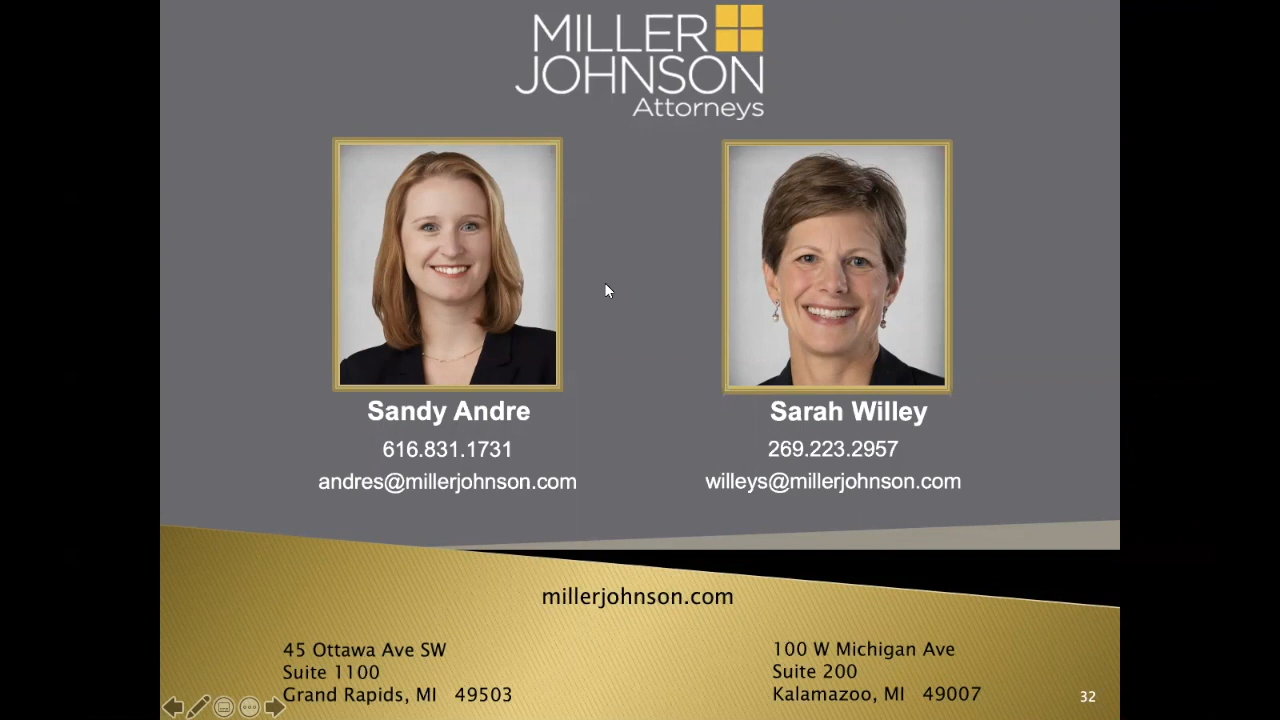 MILLER
JOHNSON
Attorneys
Sandy Andre
616.831.1731
andres@millerjohnson.com
Sarah Willey
269.223.2957
willeys@millerjohnson.com
millerjohnson.com
45 Ottawa Ave SW
Suite 1100
Grand Rapids, MI 49503
100 W Michigan Ave
Suite 200
Kalamazoo, MI 49007
32